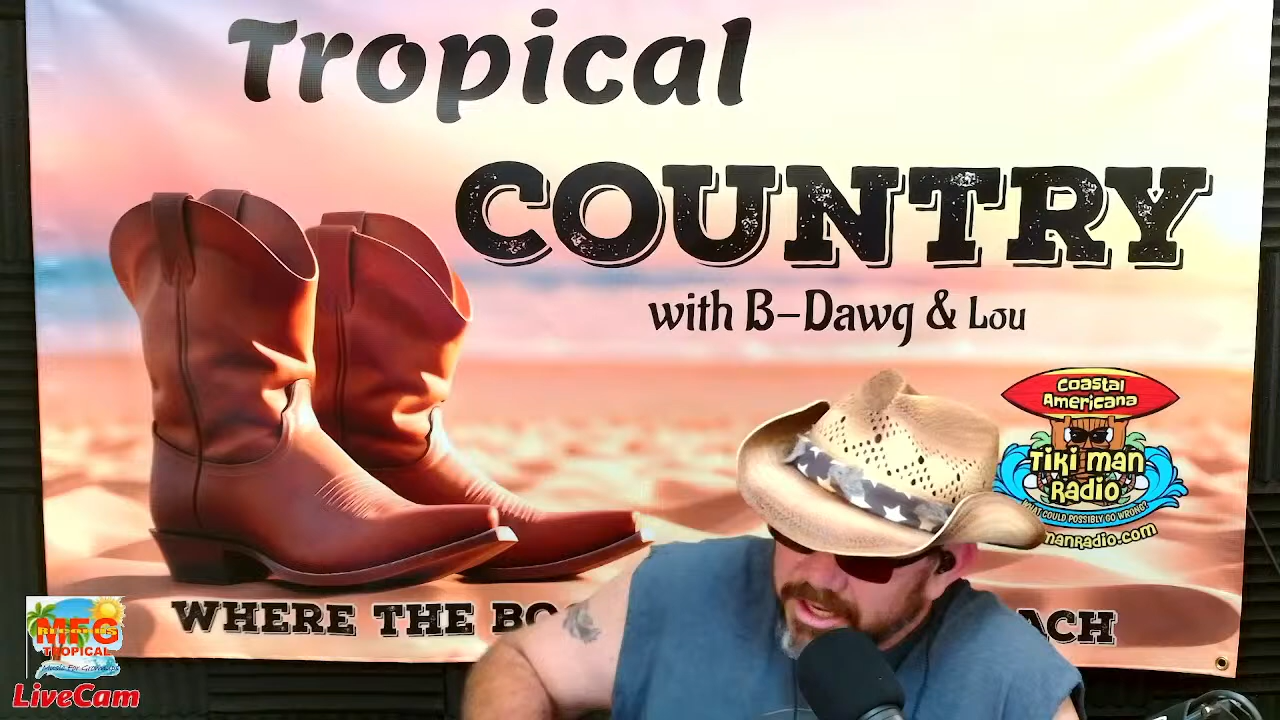 Tropical
COUNTRY
with B-Dawg & Lou
Coastal
Americana
Tiki man
Radio
WHAT COULD POSSIBLY GO WRONG?
manradio.com
WHERE THE BO
ACH
MFG
TROPICAL
LiveCam